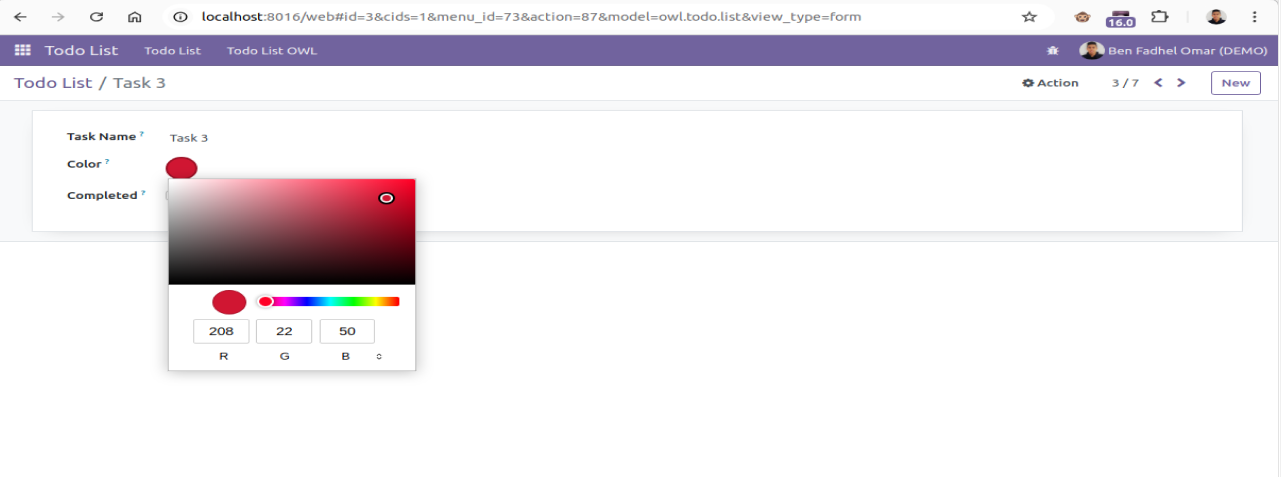 localhost:8016/web#id=3&cids=1&menu_id=73&action=87&model=owl.todo.list&view_type=form
16.0
Todo List Todo List Todo List OWL Ben Fadhel Omar (DEMO)
Todo List / Task 3 Action 3 / 7 New
Task Name ? Task 3
Color ?
Completed ?
208 22 50
R G B